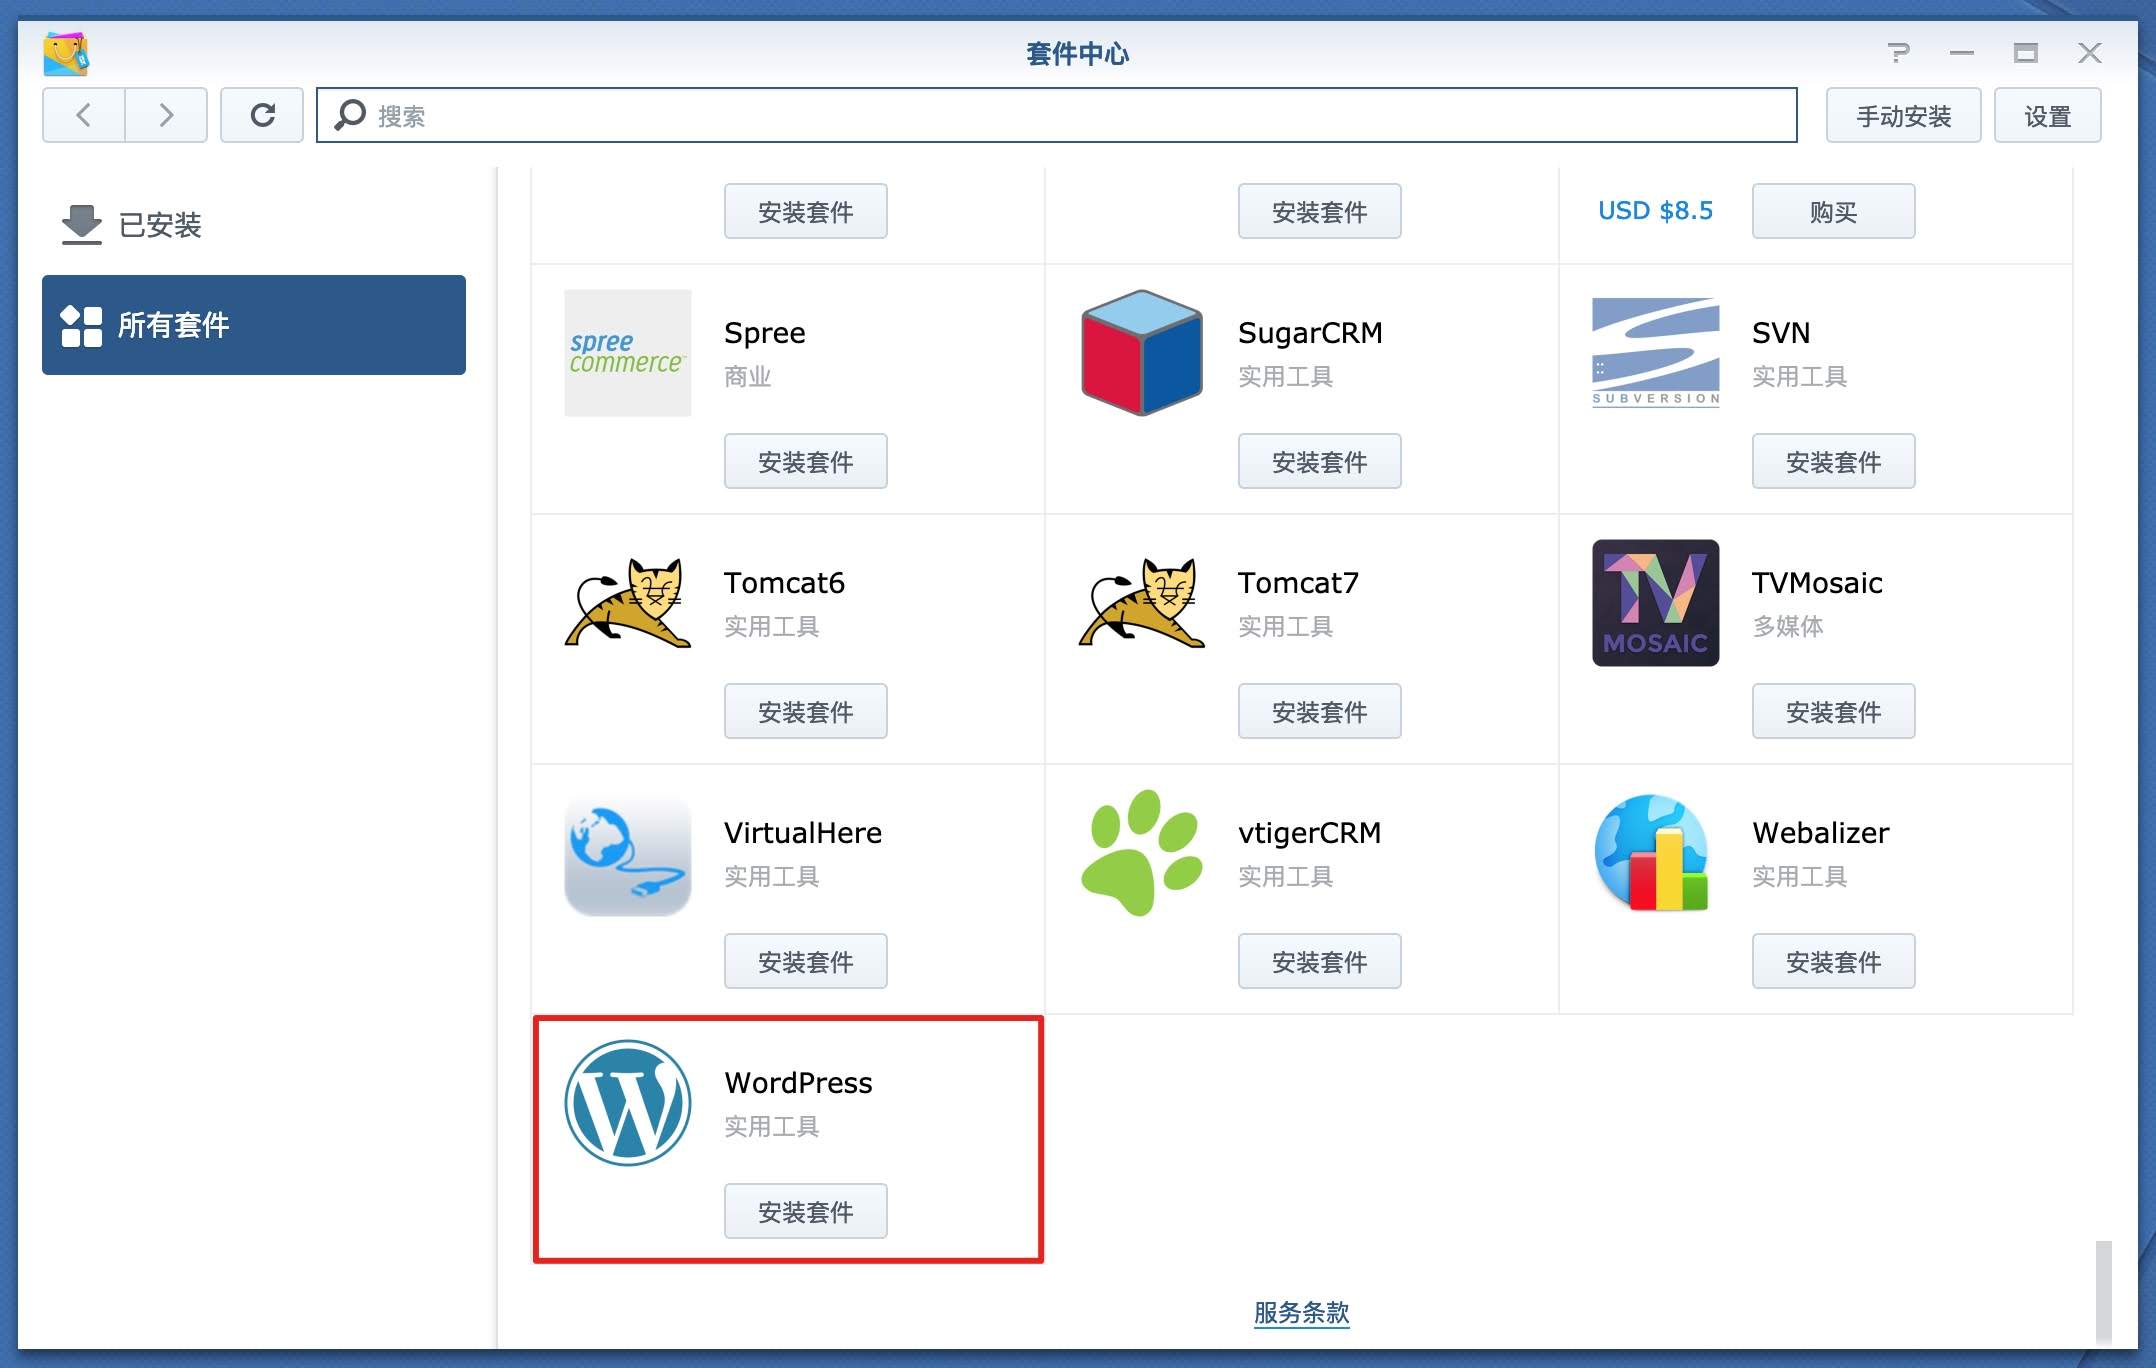 套件中心
搜索
手动安装
设置
已安装
所有套件
安装套件
安装套件
USD $8.5
购买
spree
commerce
Spree
商业
安装套件
SugarCRM
实用工具
安装套件
SUBVERSION
SVN
实用工具
安装套件
Tomcat6
实用工具
安装套件
Tomcat7
实用工具
安装套件
TV
MOSAIC
TVMosaic
多媒体
安装套件
VirtualHere
实用工具
安装套件
vtigerCRM
实用工具
安装套件
Webalizer
实用工具
安装套件
W
WordPress
实用工具
安装套件
服务条款